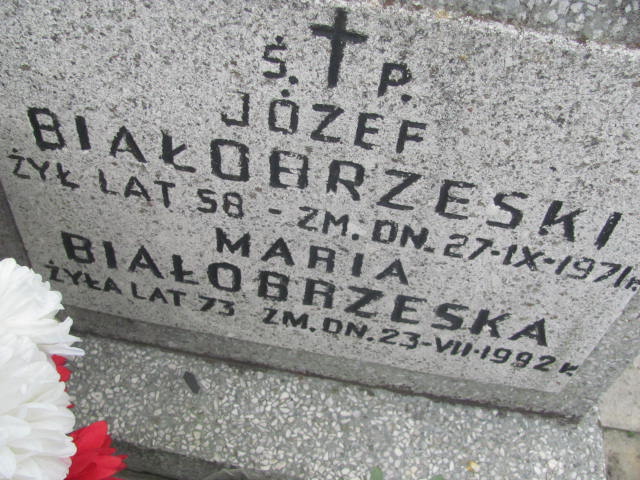 Ś. P.
JÓZEF
BIAŁOBRZESKI
ŻYŁ LAT 58 - ZM. DN. 27-IX-1971r.
MARIA
BIAŁOBRZESKA
ŻYŁA LAT 73 ZM. DN. 23-VII-1992r.